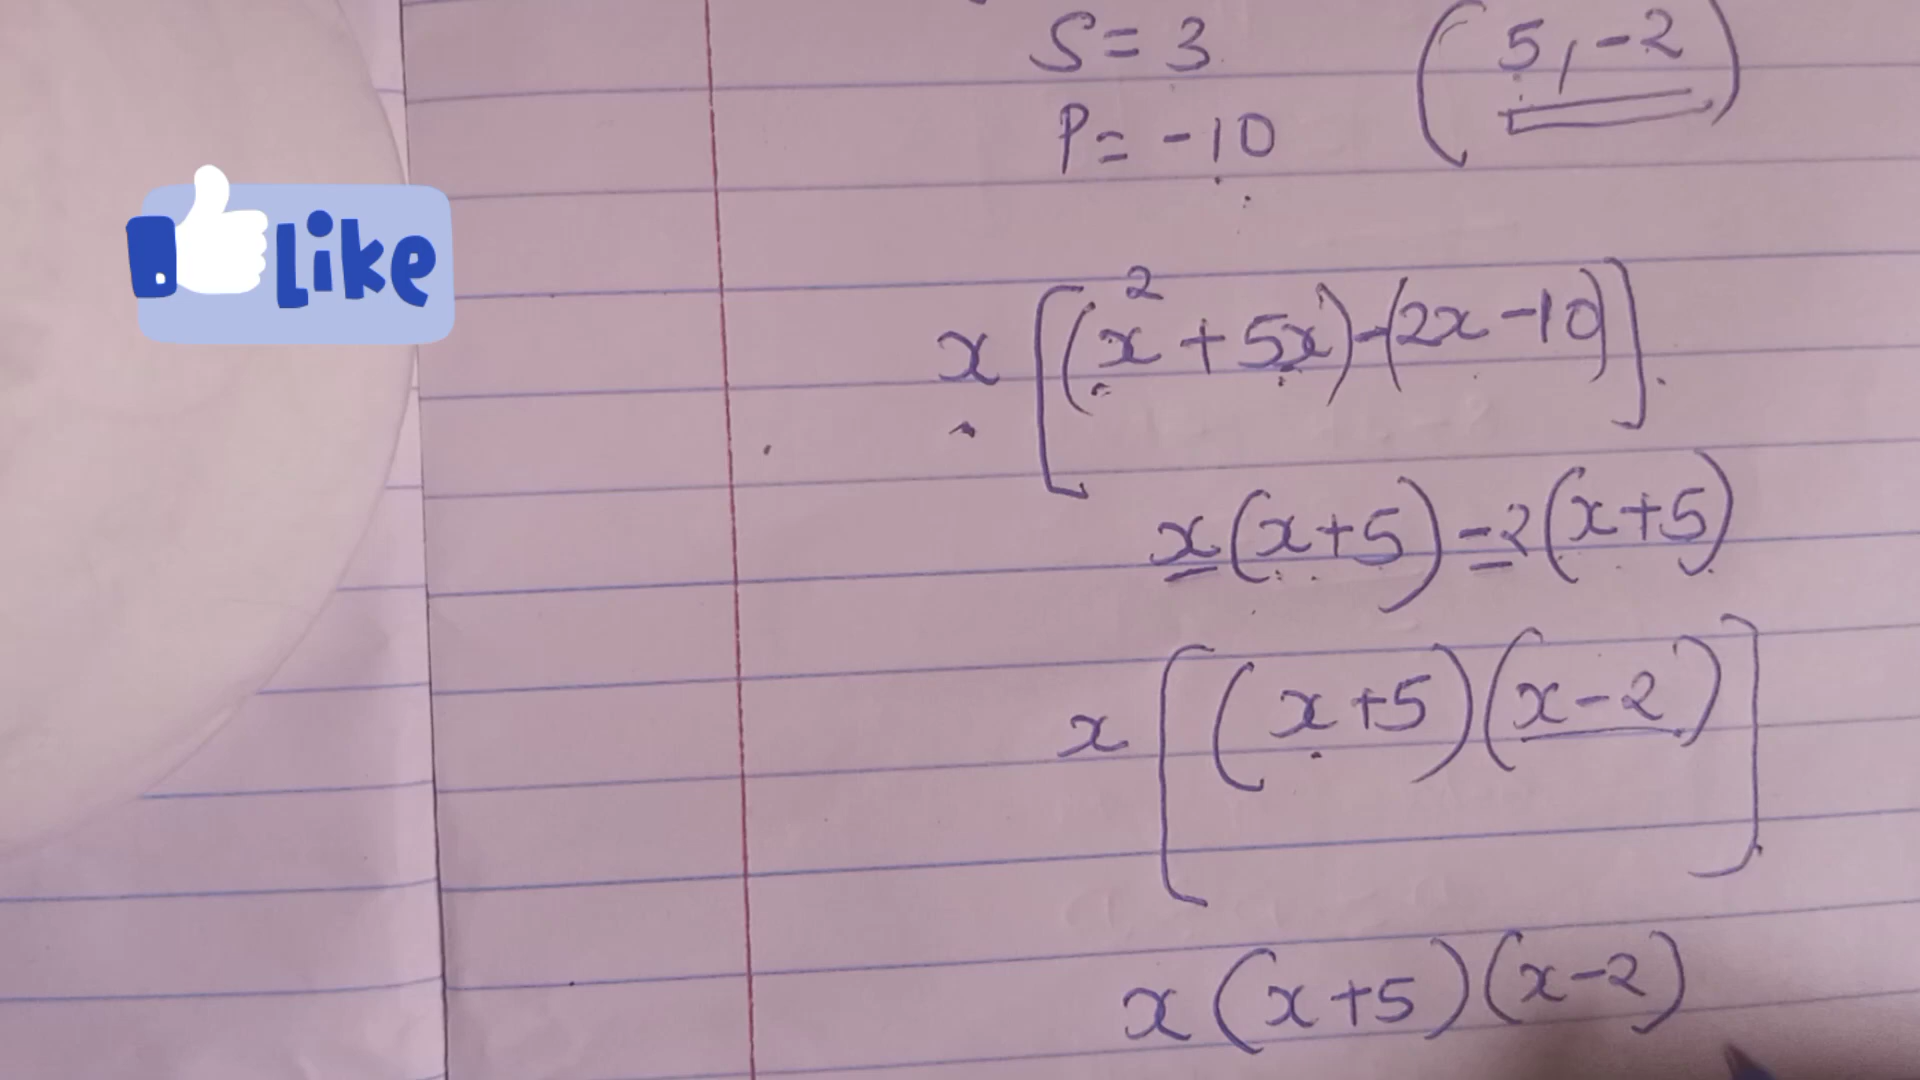 S = 3 (5, -2)
P = -10
Like
x [(x² + 5x) - (2x - 10)]
x (x + 5) - 2 (x + 5)
x [(x + 5) (x - 2)]
x (x + 5) (x - 2)